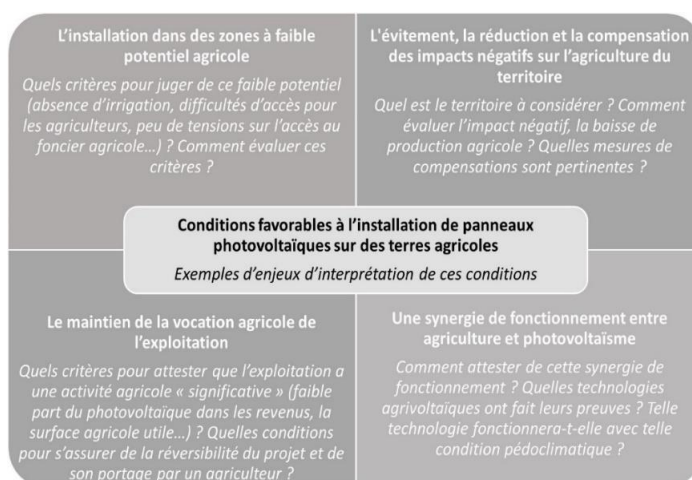 L'installation dans des zones à faible
potentiel agricole
Quels critères pour juger de ce faible potentiel
(absence d'irrigation, difficultés d'accès pour
les agriculteurs, peu de tensions sur l'accès au
foncier agricole…) ? Comment évaluer ces
critères ?
L'évitement, la réduction et la compensation
des impacts négatifs sur l'agriculture du
territoire
Quel est le territoire à considérer ? Comment
évaluer l'impact négatif, la baisse de
production agricole ? Quelles mesures de
compensations sont pertinentes ?
Conditions favorables à l'installation de panneaux
photovoltaïques sur des terres agricoles
Exemples d'enjeux d'interprétation de ces conditions
Le maintien de la vocation agricole de
l'exploitation
Quels critères pour attester que l'exploitation a
une activité agricole « significative » (faible
part du photovoltaïque dans les revenus, la
surface agricole utile…) ? Quelles conditions
pour s'assurer de la réversibilité du projet et de
son portage par un agriculteur ?
Une synergie de fonctionnement entre
agriculture et photovoltaïsme
Comment attester de cette synergie de
fonctionnement ? Quelles technologies
agrivoltaïques ont fait leurs preuves ? Telle
technologie fonctionnera-t-elle avec telle
condition pédoclimatique ?